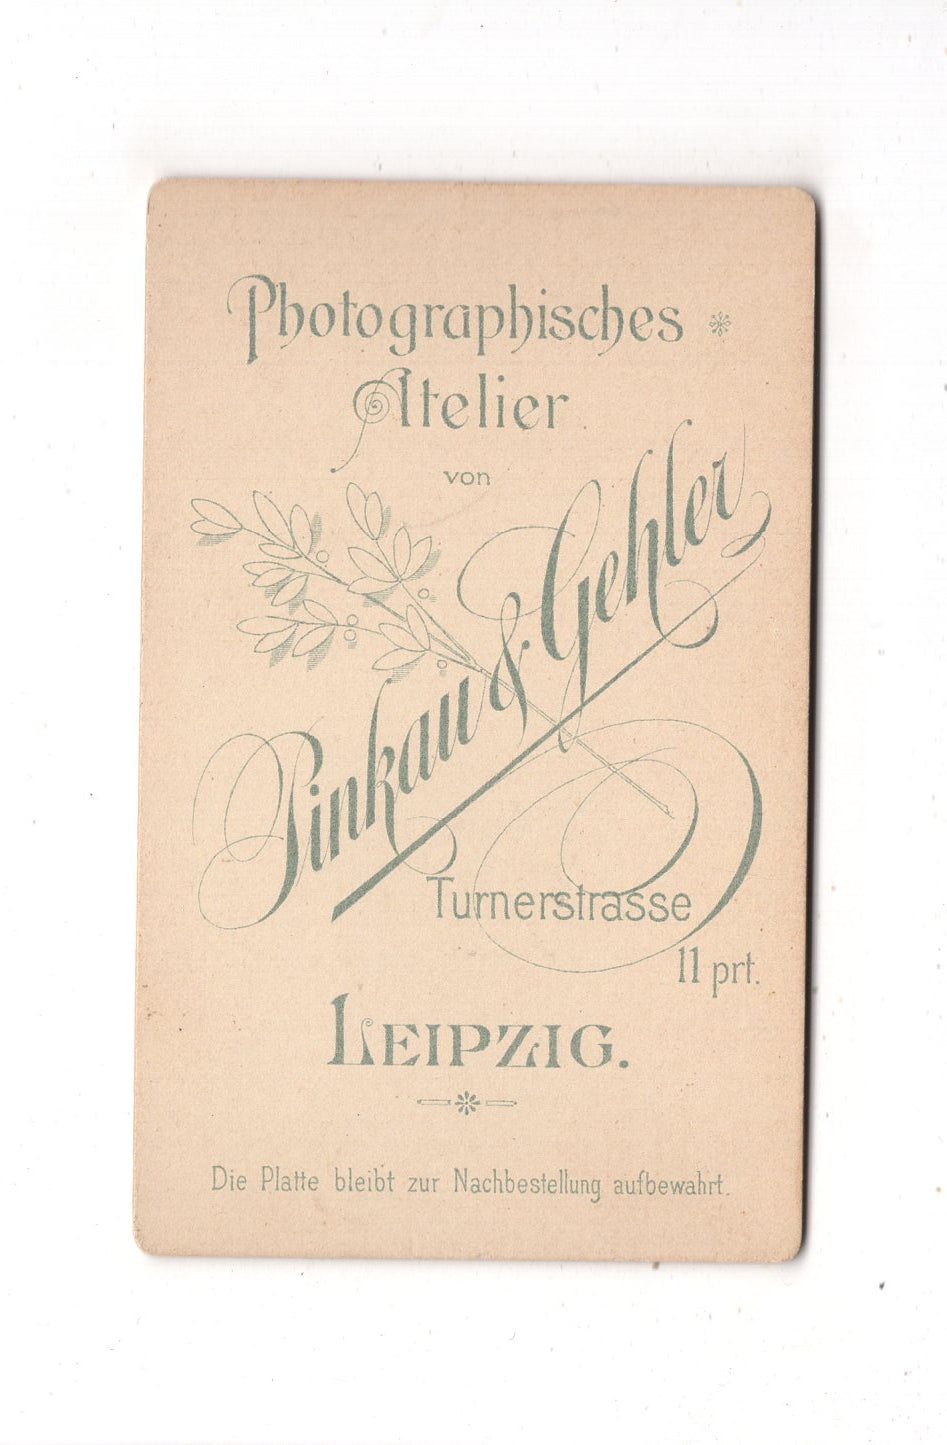 Photographisches
Atelier
von
Pinkau & Gehler
Turnerstrasse
11 prt.
LEIPZIG.
Die Platte bleibt zur Nachbestellung aufbewahrt.